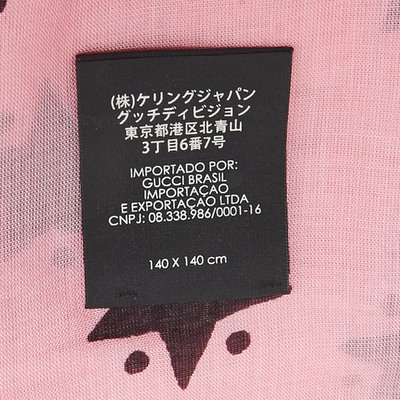 (株)ケリングジャパン
グッチディビジョン
東京都港区北青山
3丁目6番7号
IMPORTADO POR:
GUCCI BRASIL
IMPORTAÇÃO
E EXPORTAÇÃO LTDA
CNPJ: 08.338.986/0001-16
140 X 140 cm